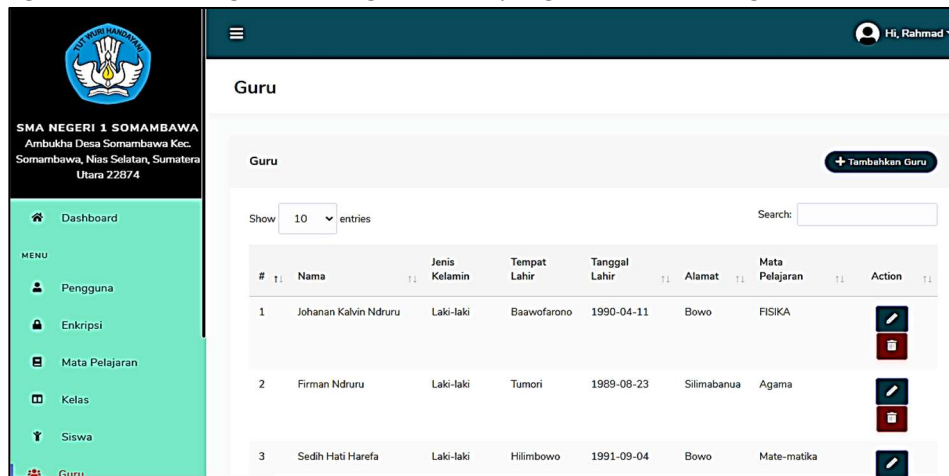 TUT WURI HANDAYANI
Hi, Rahmad
Guru
SMA NEGERI 1 SOMAMBAWA
Ambukha Desa Somambawa Kec.
Somambawa, Nias Selatan, Sumatera
Utara 22874
Dashboard
MENU
Pengguna
Enkripsi
Mata Pelajaran
Kelas
Siswa
Guru
Guru
+ Tambahkan Guru
Show 10 entries
Search:
# Nama Jenis Kelamin Tempat Lahir Tanggal Lahir Alamat Mata Pelajaran Action
1 Johanan Kalvin Ndruru Laki-laki Baawofarono 1990-04-11 Bowo FISIKA
2 Firman Ndruru Laki-laki Tumori 1989-08-23 Silimabanua Agama
3 Sedih Hati Harefa Laki-laki Hilimbowo 1991-09-04 Bowo Mate-matika